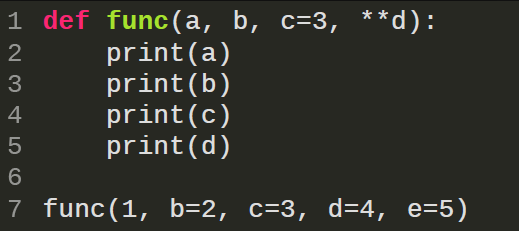 1 def func(a, b, c=3, **d):
2     print(a)
3     print(b)
4     print(c)
5     print(d)
6
7 func(1, b=2, c=3, d=4, e=5)